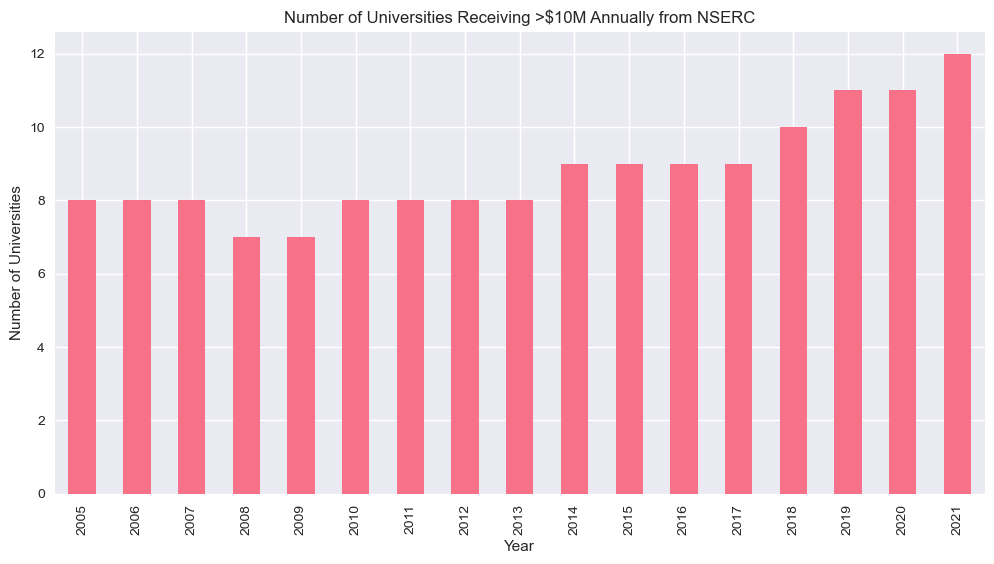 Number of Universities Receiving >$10M Annually from NSERC
Number of Universities
12
10
8
6
4
2
0
2005 2006 2007 2008 2009 2010 2011 2012 2013 2014 2015 2016 2017 2018 2019 2020 2021
Year